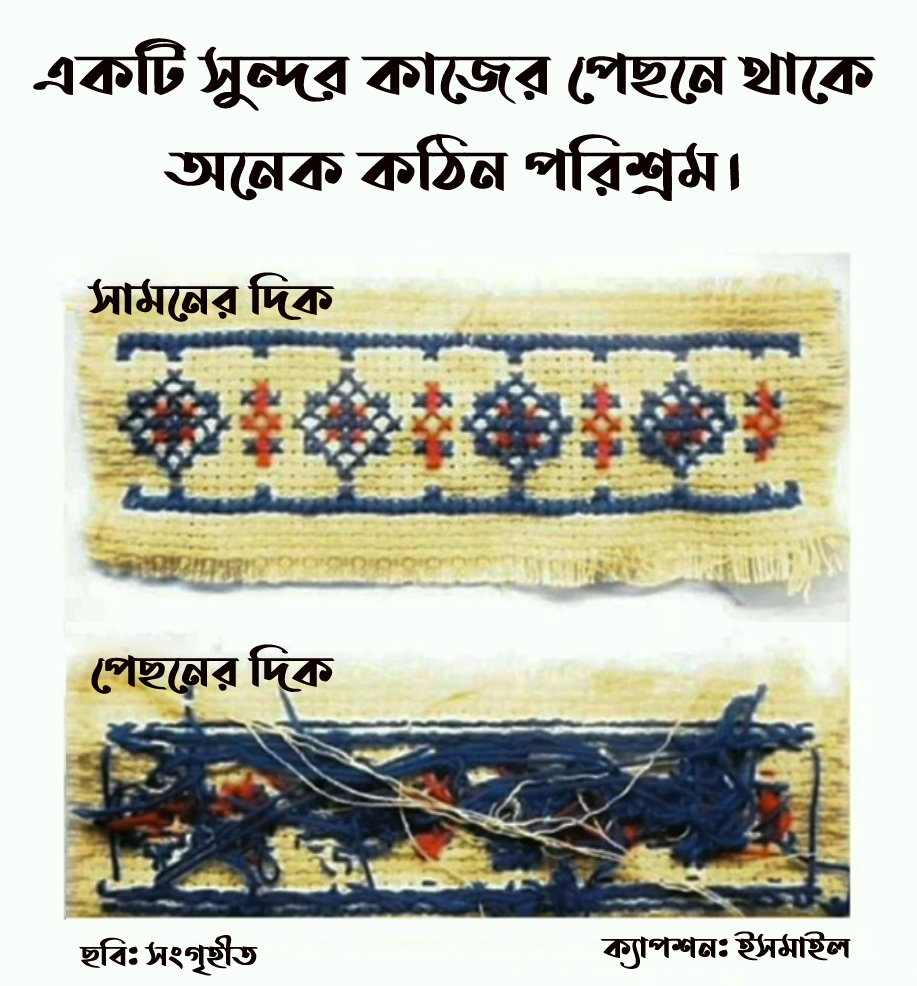 একটি সুন্দর কাজের পেছনে থাকে
অনেক কঠিন পরিশ্রম।
সামনের দিক
পেছনের দিক
ছবি: সংগৃহীত
ক্যাপশন: ইসমাইল